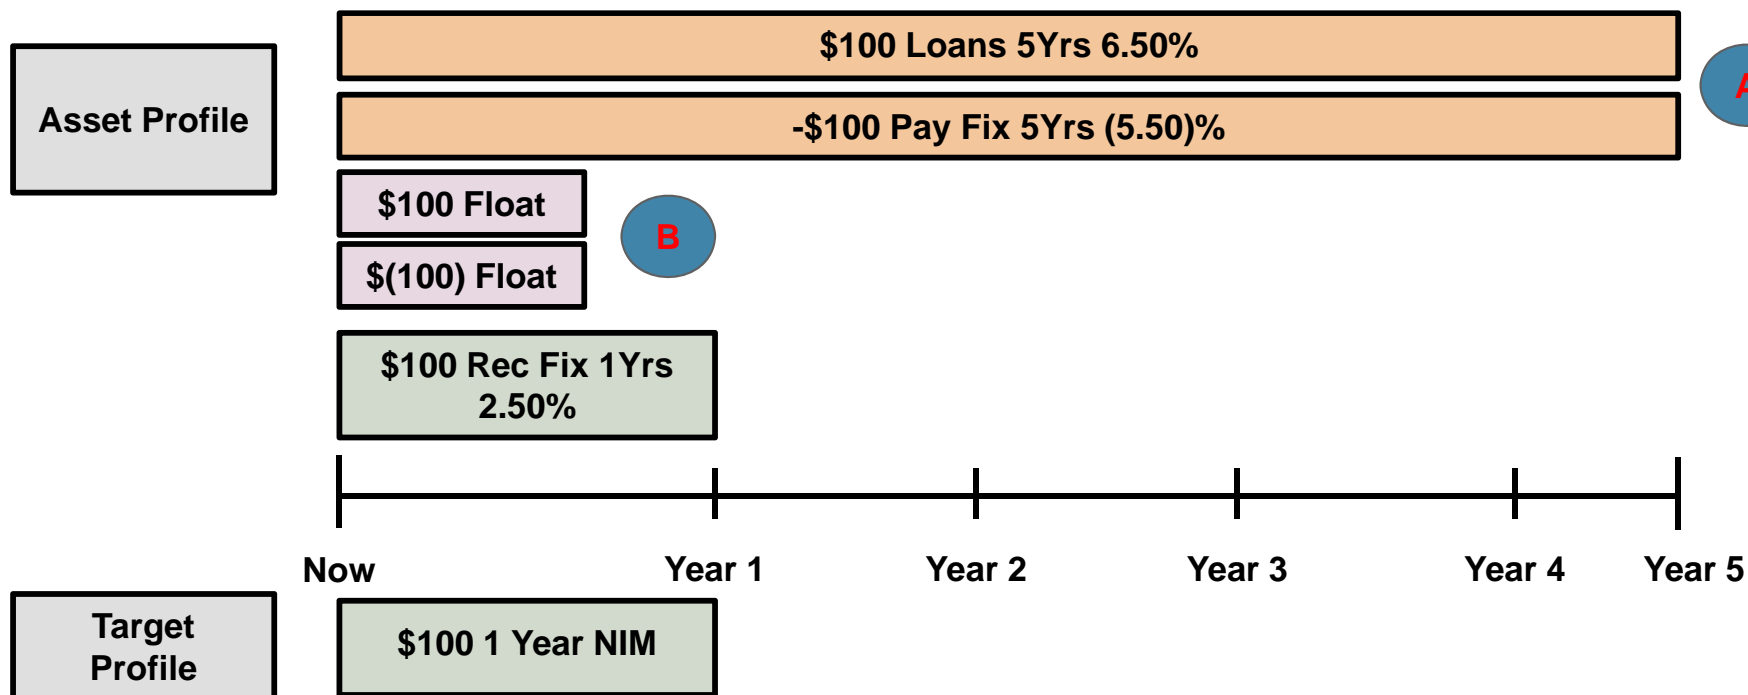 $100 Loans 5Yrs 6.50%
A
Asset Profile
-$100 Pay Fix 5Yrs (5.50)%
$100 Float
B
$(100) Float
$100 Rec Fix 1Yrs
2.50%
Now
Year 1
Year 2
Year 3
Year 4
Year 5
Target
Profile
$100 1 Year NIM